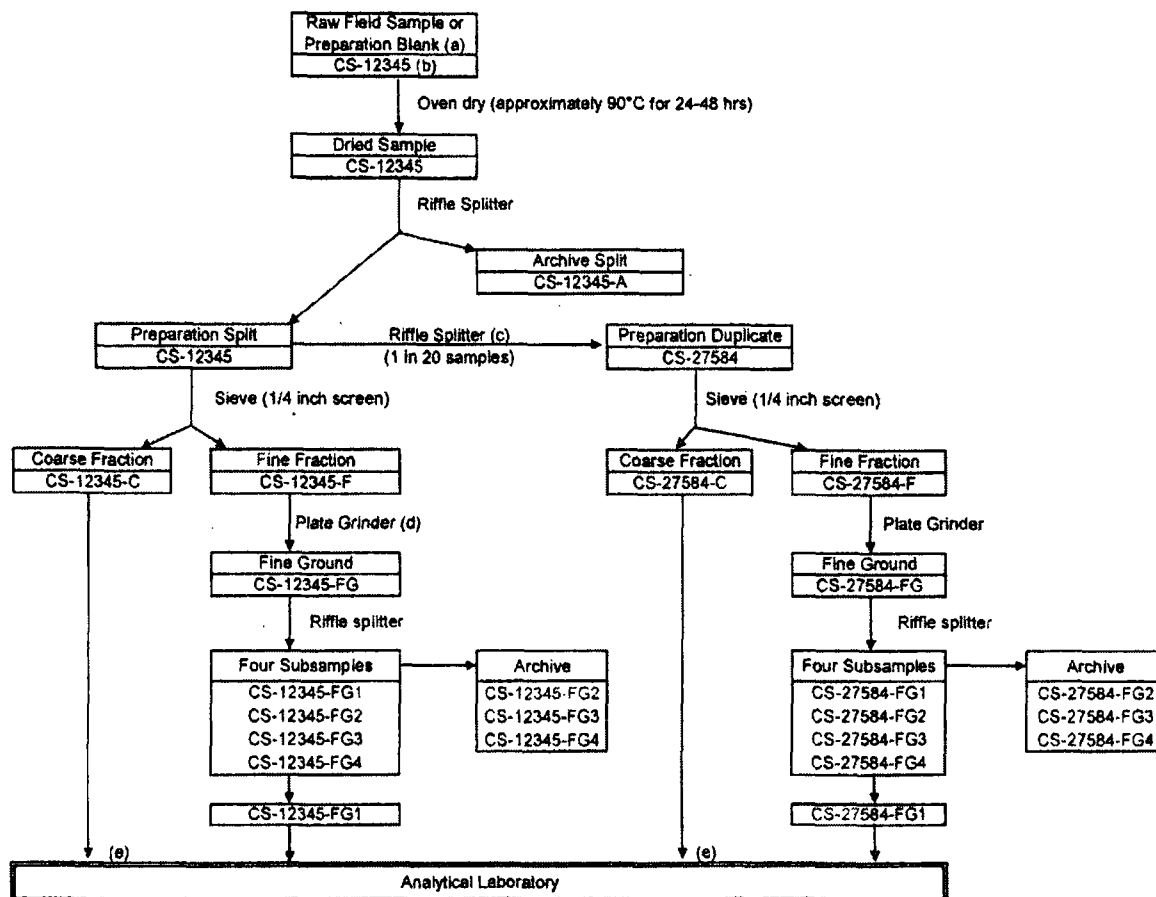 Raw Field Sample or
Preparation Blank (a)
CS-12345 (b)
Oven dry (approximately 90°C for 24-48 hrs)
Dried Sample
CS-12345
Riffle Splitter
Archive Split
CS-12345-A
Preparation Split
CS-12345
Riffle Splitter (c)
(1 in 20 samples)
Preparation Duplicate
CS-27584
Sieve (1/4 inch screen)
Sieve (1/4 inch screen)
Coarse Fraction
CS-12345-C
Fine Fraction
CS-12345-F
Coarse Fraction
CS-27584-C
Fine Fraction
CS-27584-F
Plate Grinder (d)
Plate Grinder
Fine Ground
CS-12345-FG
Fine Ground
CS-27584-FG
Riffle splitter
Riffle splitter
Four Subsamples
CS-12345-FG1
CS-12345-FG2
CS-12345-FG3
CS-12345-FG4
Archive
CS-12345-FG2
CS-12345-FG3
CS-12345-FG4
Four Subsamples
CS-27584-FG1
CS-27584-FG2
CS-27584-FG3
CS-27584-FG4
Archive
CS-27584-FG2
CS-27584-FG3
CS-27584-FG4
CS-12345-FG1
CS-27584-FG1
(e)
(e)
Analytical Laboratory